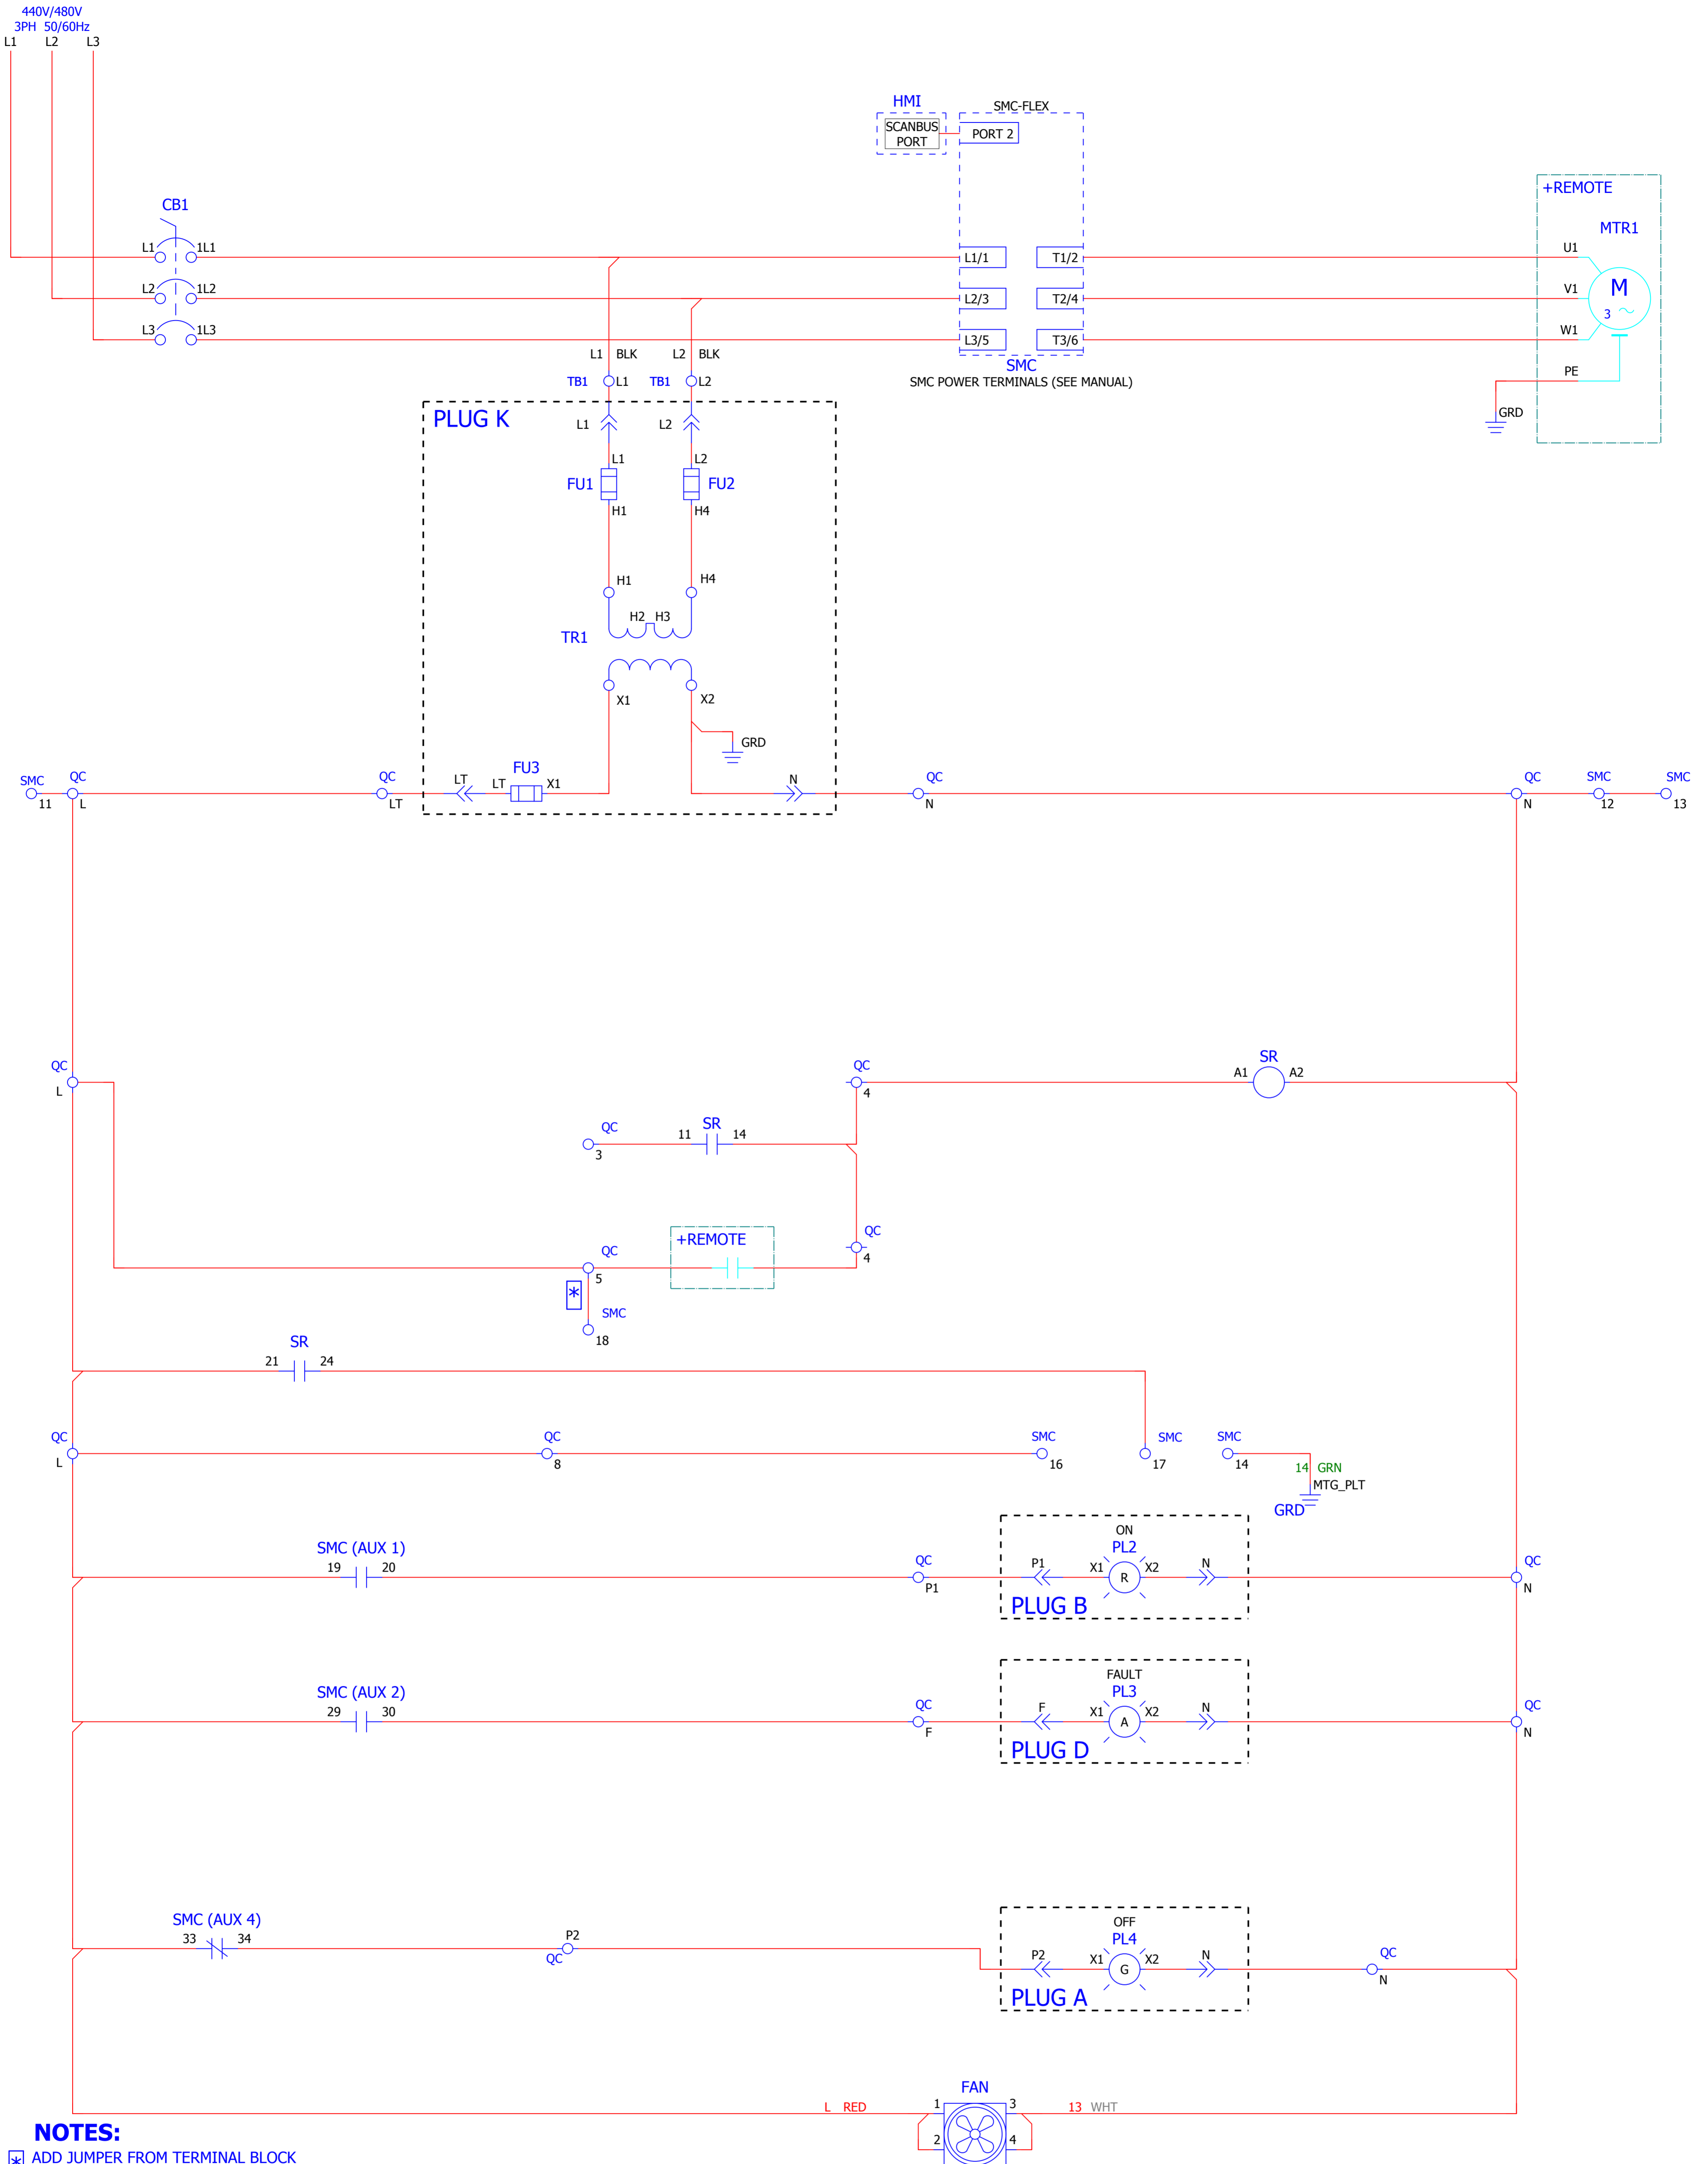 440V/480V
3PH 50/60Hz
L1 L2 L3
HMI
SMC-FLEX
SCANBUS
PORT
PORT 2
+REMOTE
CB1
MTR1
L1 1L1
L1/1 T1/2
U1
L2 1L2
L2/3 T2/4
V1
M
3
L3 1L3
L3/5 T3/6
W1
L1 BLK L2 BLK
SMC
PE
TB1 L1 TB1 L2
SMC POWER TERMINALS (SEE MANUAL)
GRD
PLUG K
L1 L2
L1 L2
FU1 FU2
H1 H4
H1 H4
H2 H3
TR1
X1 X2
GRD
FU3
SMC QC QC LT LT X1 N QC QC SMC SMC
11 L LT N N 12 13
QC QC SR
L 4 A1 A2
QC 11 SR 14
3
QC
+REMOTE
4
QC
5
*
SMC
18
SR
21 24
QC QC SMC SMC SMC
L 8 16 17 14
14 GRN
MTG_PLT
GRD
ON
SMC (AUX 1)
PL2
19 20 QC P1 X1 R X2 N QC
P1 N
PLUG B
FAULT
SMC (AUX 2)
PL3
29 30 QC F X1 A X2 N QC
F N
PLUG D
SMC (AUX 4)
OFF
PL4
33 34 P2 P2 X1 G X2 N QC
QC N
PLUG A
FAN
L RED 1 3 13 WHT
2 4
NOTES:
* ADD JUMPER FROM TERMINAL BLOCK